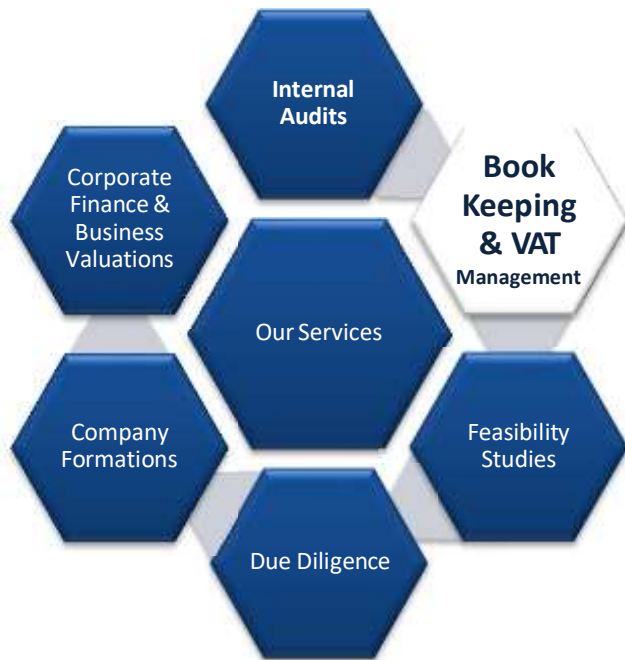 Internal
Audits
Book
Keeping
& VAT
Management
Corporate
Finance &
Business
Valuations
Our Services
Company
Formations
Feasibility
Studies
Due Diligence